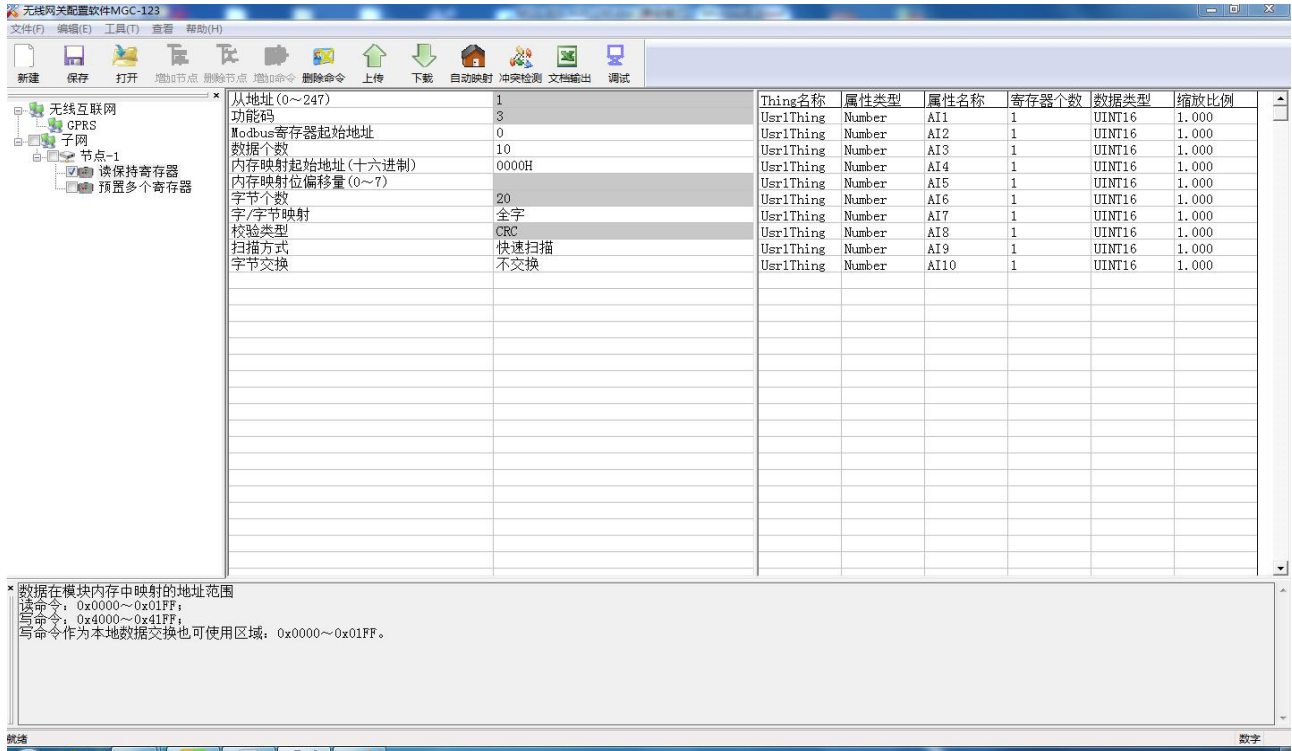 无线网关配置软件MGC-123
文件(F) 编辑(E) 工具(T) 查看 帮助(H)
新建 保存 打开 增加节点 删除节点 增加命令 删除命令 上传 下载 自动映射 冲突检测 文档输出 调试
无线互联网
GPRS
子网
节点-1
读保持寄存器
预置多个寄存器
从地址(0～247) 1
功能码 3
Modbus寄存器起始地址 0
数据个数 10
内存映射起始地址(十六进制) 0000H
内存映射位偏移量(0～7)
字节个数 20
字/字节映射 全字
校验类型 CRC
扫描方式 快速扫描
字节交换 不交换
Thing名称 属性类型 属性名称 寄存器个数 数据类型 缩放比例
Usr1Thing Number AI1 1 UINT16 1.000
Usr1Thing Number AI2 1 UINT16 1.000
Usr1Thing Number AI3 1 UINT16 1.000
Usr1Thing Number AI4 1 UINT16 1.000
Usr1Thing Number AI5 1 UINT16 1.000
Usr1Thing Number AI6 1 UINT16 1.000
Usr1Thing Number AI7 1 UINT16 1.000
Usr1Thing Number AI8 1 UINT16 1.000
Usr1Thing Number AI9 1 UINT16 1.000
Usr1Thing Number AI10 1 UINT16 1.000
数据在模块内存中映射的地址范围
读命令：0x0000～0x01FF；
写命令：0x4000～0x41FF；
写命令作为本地数据交换也可使用区域：0x0000～0x01FF。
就绪 数字